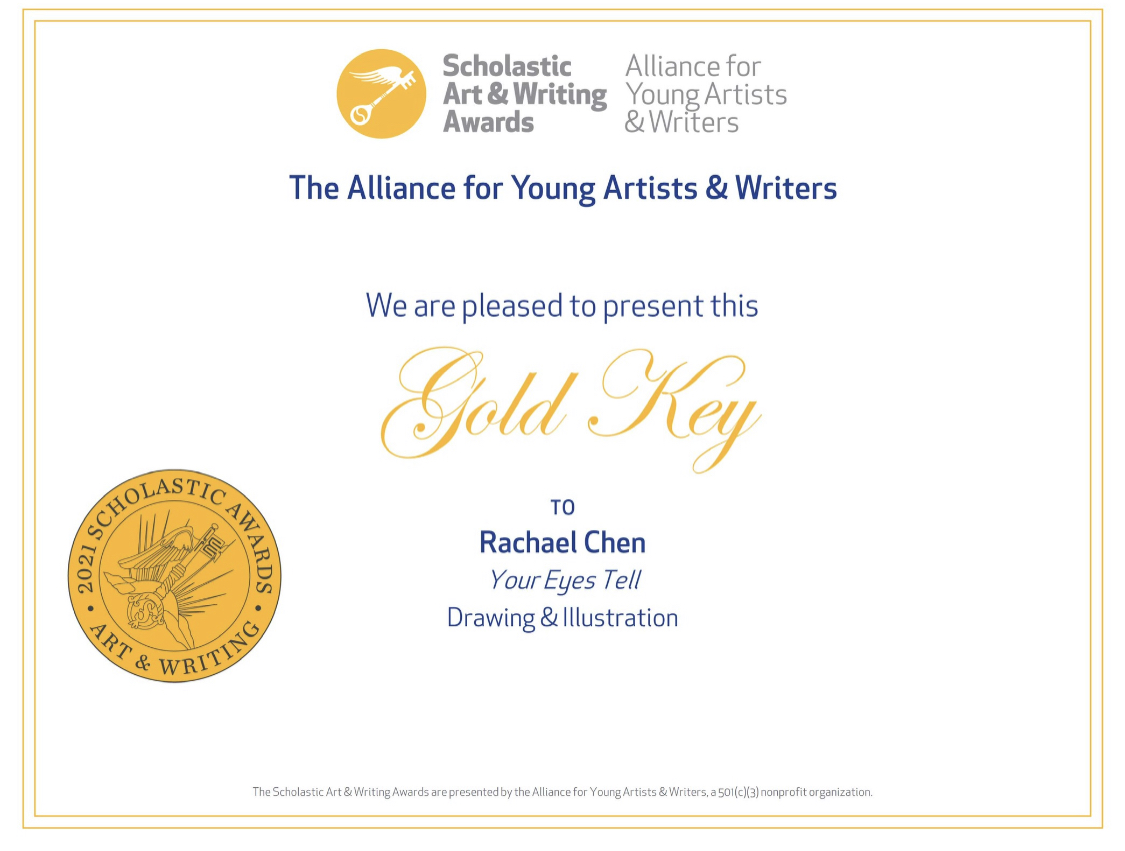 Scholastic
Art & Writing
Awards
Alliance for
Young Artists
& Writers
The Alliance for Young Artists & Writers
We are pleased to present this
Gold Key
TO
Rachael Chen
Your Eyes Tell
Drawing & Illustration
• 2021 SCHOLASTIC AWARDS •
ART & WRITING
The Scholastic Art & Writing Awards are presented by the Alliance for Young Artists & Writers, a 501(c)(3) nonprofit organization.